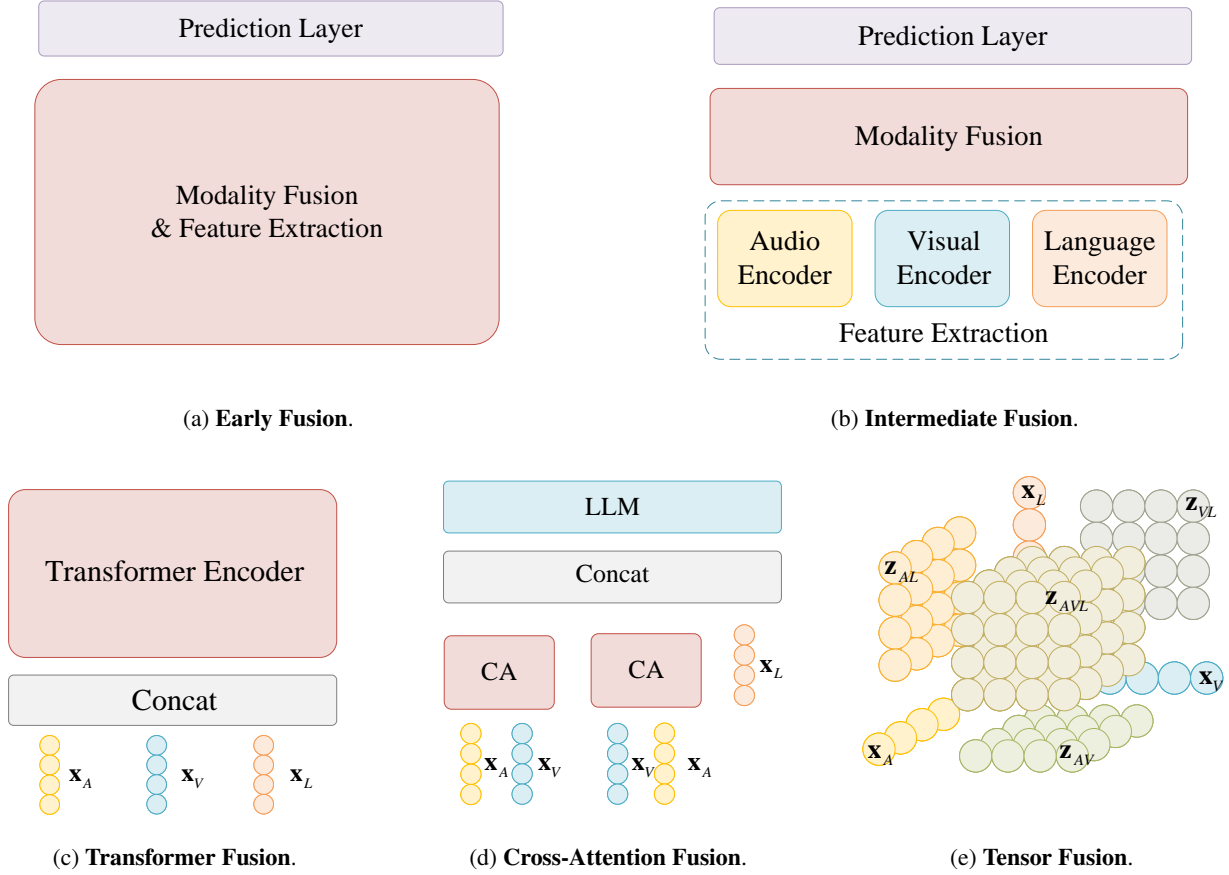 Prediction Layer
Modality Fusion
& Feature Extraction
(a) Early Fusion.
Prediction Layer
Modality Fusion
Audio
Encoder
Visual
Encoder
Language
Encoder
Feature Extraction
(b) Intermediate Fusion.
Transformer Encoder
Concat
x_A
x_V
x_L
(c) Transformer Fusion.
LLM
Concat
CA
CA
x_L
x_A
x_V
x_V
x_A
(d) Cross-Attention Fusion.
x_L
z_VL
z_AL
z_AVL
x_V
x_A
z_AV
(e) Tensor Fusion.